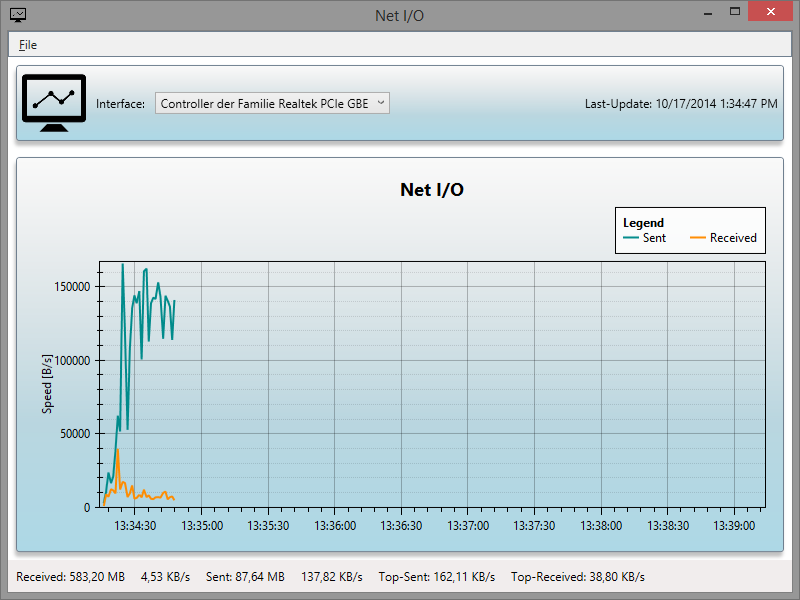 Net I/O
File
Interface: Controller der Familie Realtek PCIe GBE Last-Update: 10/17/2014 1:34:47 PM
Net I/O
Legend
Sent Received
150000
100000
50000
0
Speed [B/s]
13:34:30 13:35:00 13:35:30 13:36:00 13:36:30 13:37:00 13:37:30 13:38:00 13:38:30 13:39:00
Received: 583,20 MB 4,53 KB/s Sent: 87,64 MB 137,82 KB/s Top-Sent: 162,11 KB/s Top-Received: 38,80 KB/s